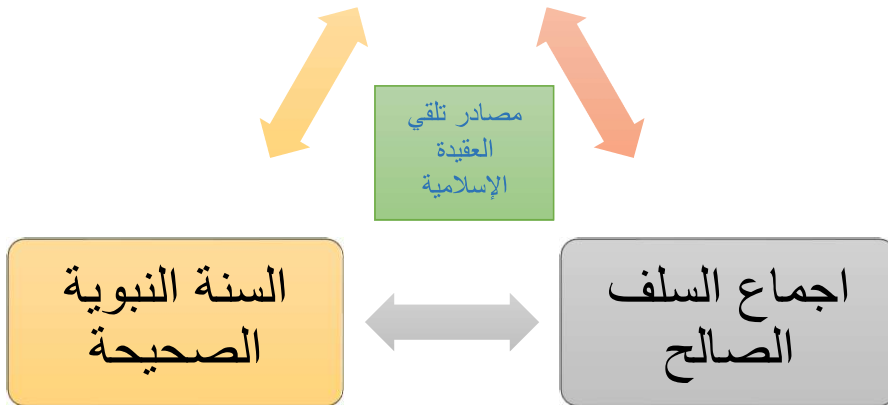 مصادر تلقي
العقيدة
الإسلامية
اجماع السلف
الصالح
السنة النبوية
الصحيحة